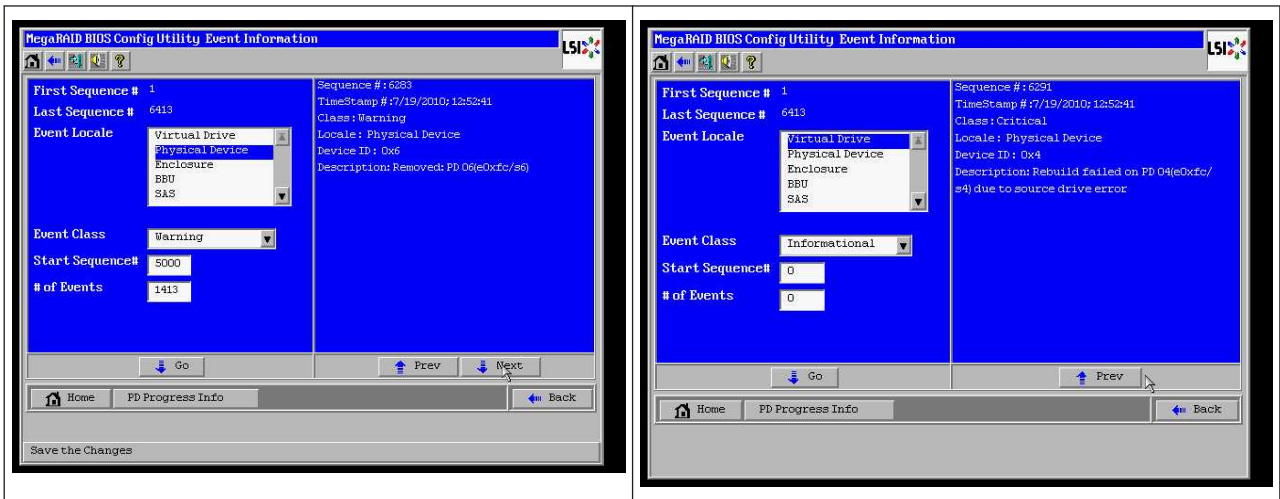 MegaRAID BIOS Config Utility Event Information
LSI
First Sequence # 1
Last Sequence # 6413
Event Locale
Virtual Drive
Physical Device
Enclosure
BBU
SAS
Event Class Warning
Start Sequence# 5000
# of Events 1413
Sequence #:6283
TimeStamp #:7/19/2010; 12:52:41
Class: Warning
Locale: Physical Device
Device ID: 0x6
Description: Removed: PD 06(e0xfc/s6)
Go
Prev
Next
Home
PD Progress Info
Back
Save the Changes
MegaRAID BIOS Config Utility Event Information
LSI
First Sequence # 1
Last Sequence # 6413
Event Locale
Virtual Drive
Physical Device
Enclosure
BBU
SAS
Event Class Informational
Start Sequence# 0
# of Events 0
Sequence #:6291
TimeStamp #:7/19/2010; 12:52:41
Class: Critical
Locale: Physical Device
Device ID: 0x4
Description: Rebuild failed on PD 04(e0xfc/
s4) due to source drive error
Go
Prev
Home
PD Progress Info
Back